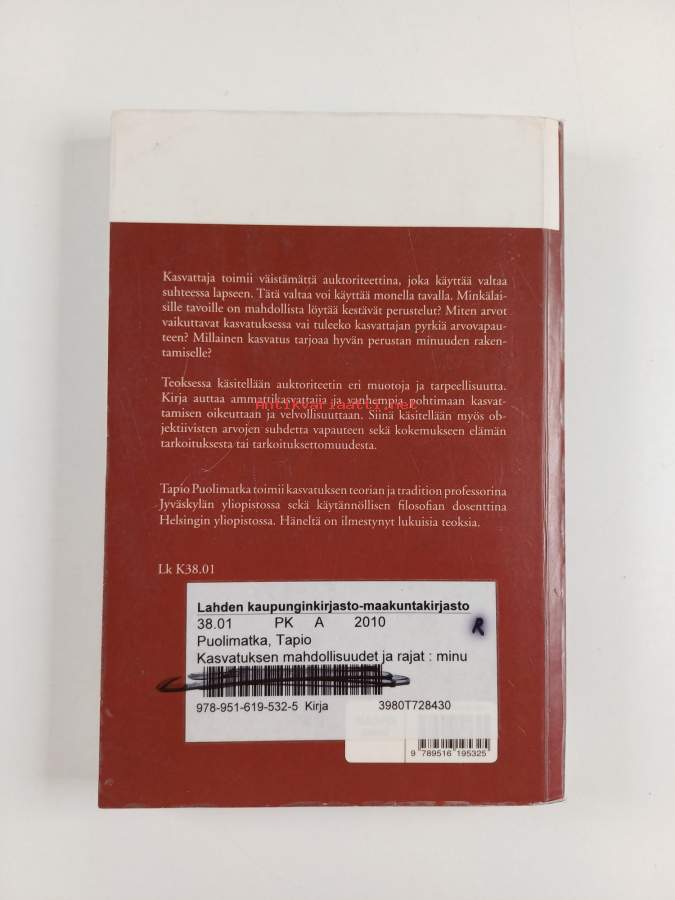 Kasvattaja toimii väistämättä auktoriteettina, joka käyttää valtaa
suhteessa lapseen. Tätä valtaa voi käyttää monella tavalla. Minkälai-
sille tavoille on mahdollista löytää kestävät perustelut? Miten arvot
vaikuttavat kasvatuksessa vai tuleeko kasvattajan pyrkiä arvovapau-
teen? Millainen kasvatus tarjoaa hyvän perustan minuuden raken-
tamiselle?
Teoksessa käsitellään auktoriteetin eri muotoja ja tarpeellisuutta.
Kirja auttaa ammattikasvattajia ja vanhempia pohtimaan kasvat-
Antikvariaatti.net
tamisen oikeuttaan ja velvollisuuttaan. Siinä käsitellään myös ob-
jektiivisten arvojen suhdetta vapauteen sekä kokemukseen elämän
tarkoituksesta tai tarkoituksettomuudesta.
Tapio Puolimatka toimii kasvatuksen teorian ja tradition professorina
Jyväskylän yliopistossa sekä käytännöllisen filosofian dosenttina
Helsingin yliopistossa. Häneltä on ilmestynyt lukuisia teoksia.
Lk K38.01
Lahden kaupunginkirjasto-maakuntakirjasto
38.01 PK A 2010
R
Puolimatka, Tapio
Kasvatuksen mahdollisuudet ja rajat : minu
978-951-619-532-5 Kirja 3980T728430
9 789516 195325